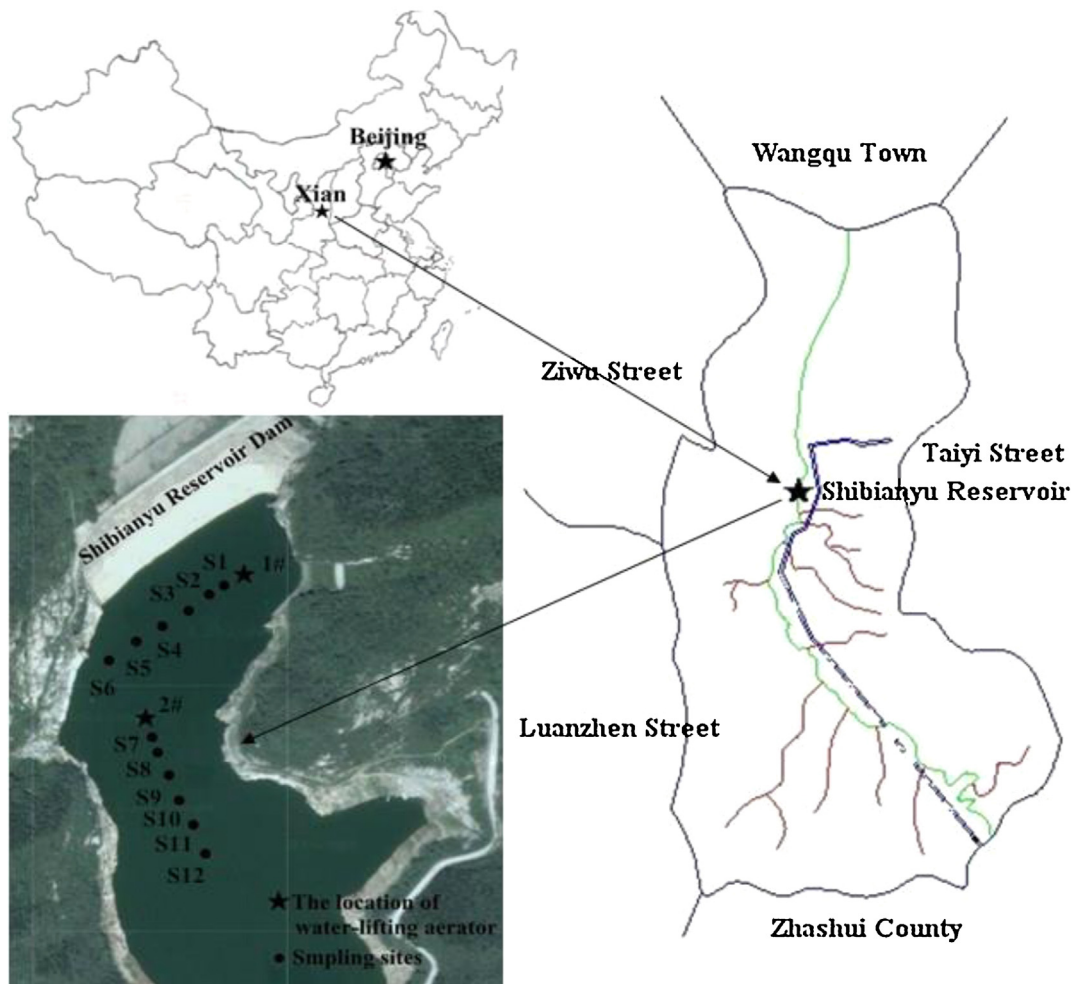 Beijing
Xian
Wangqu Town
Ziwu Street
Taiyi Street
Shibianyu Reservoir
Luanzhen Street
Zhashui County
Shibianyu Reservoir Dam
1#
S1
S2
S3
S4
S5
S6
2#
S7
S8
S9
S10
S11
S12
The location of
water-lifting aerator
Smpling sites